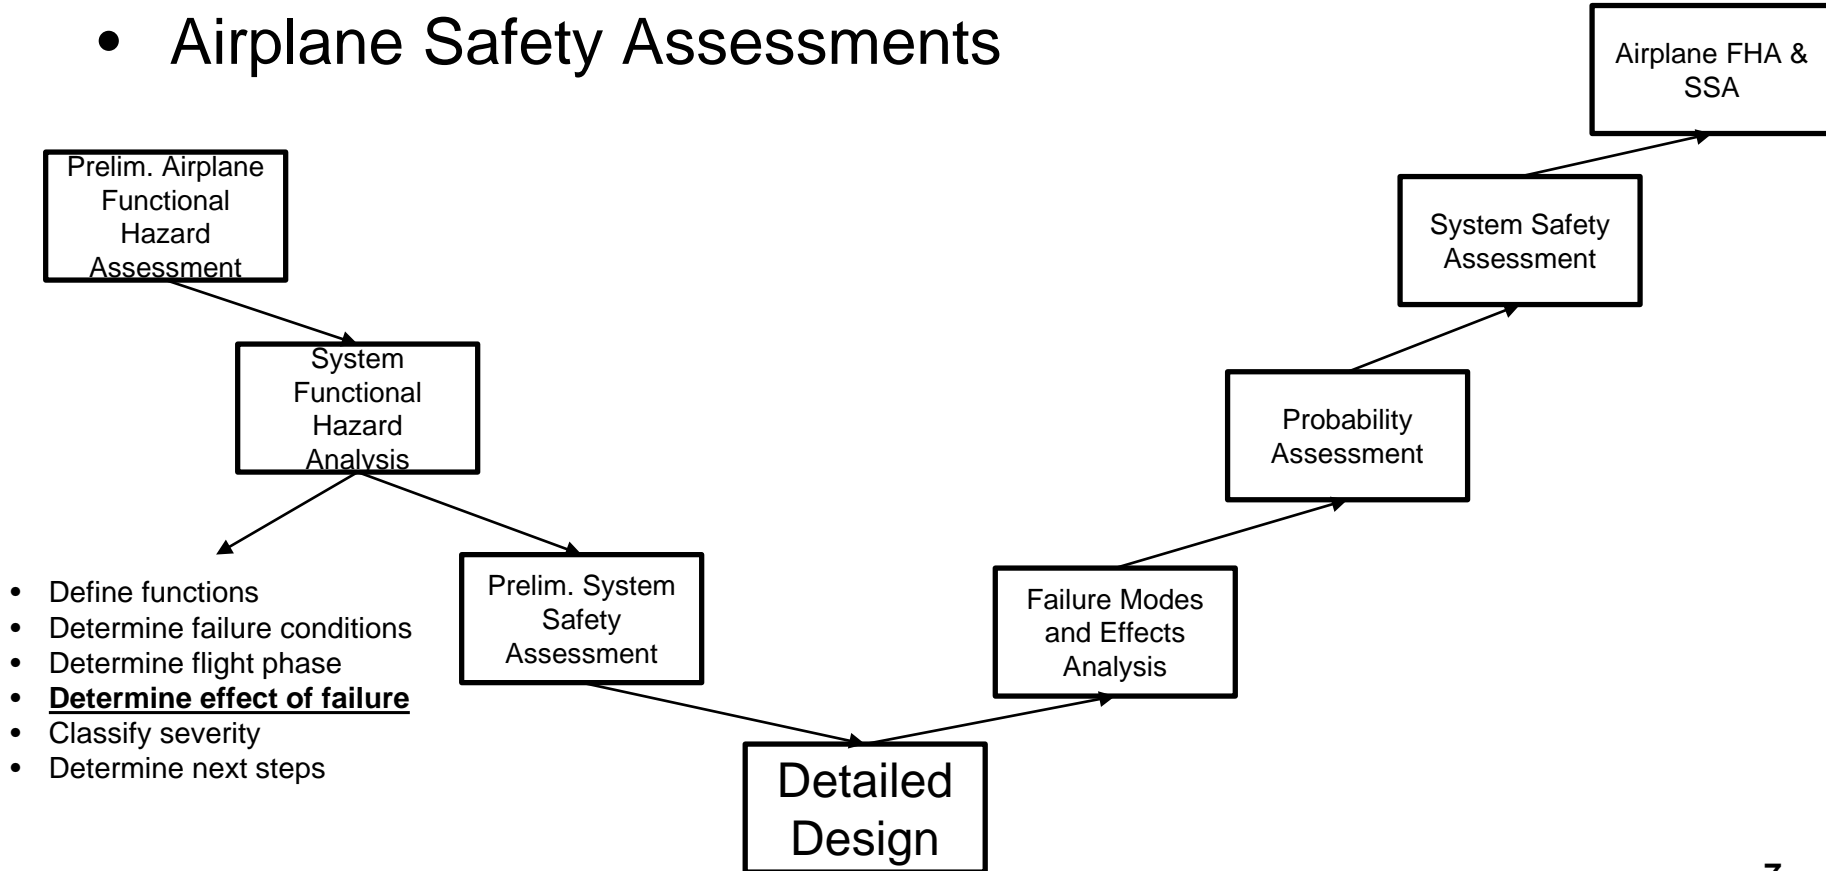 • Airplane Safety Assessments
Airplane FHA &
SSA
Prelim. Airplane
Functional
Hazard
Assessment
System Safety
Assessment
System
Functional
Hazard
Analysis
Probability
Assessment
• Define functions
• Determine failure conditions
• Determine flight phase
• Determine effect of failure
• Classify severity
• Determine next steps
Prelim. System
Safety
Assessment
Failure Modes
and Effects
Analysis
Detailed
Design
7